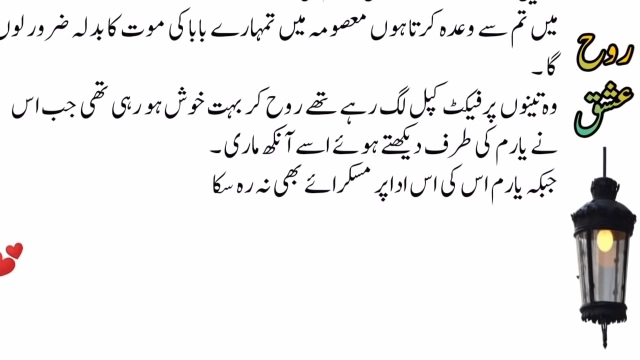 میں تم سے وعدہ کرتا ہوں معصومہ میں تمہارے بابا کی موت کا بدلہ ضرور لوں
گا۔
وہ تینوں پرفیکٹ کپل لگ رہے تھے روح کر بہت خوش ہو رہی تھی جب اس
نے یارم کی طرف دیکھتے ہوئے اسے آنکھ ماری۔
جبکہ یارم اس کی اس ادا پر مسکرائے بھی نہ رہ سکا
روح
عشق